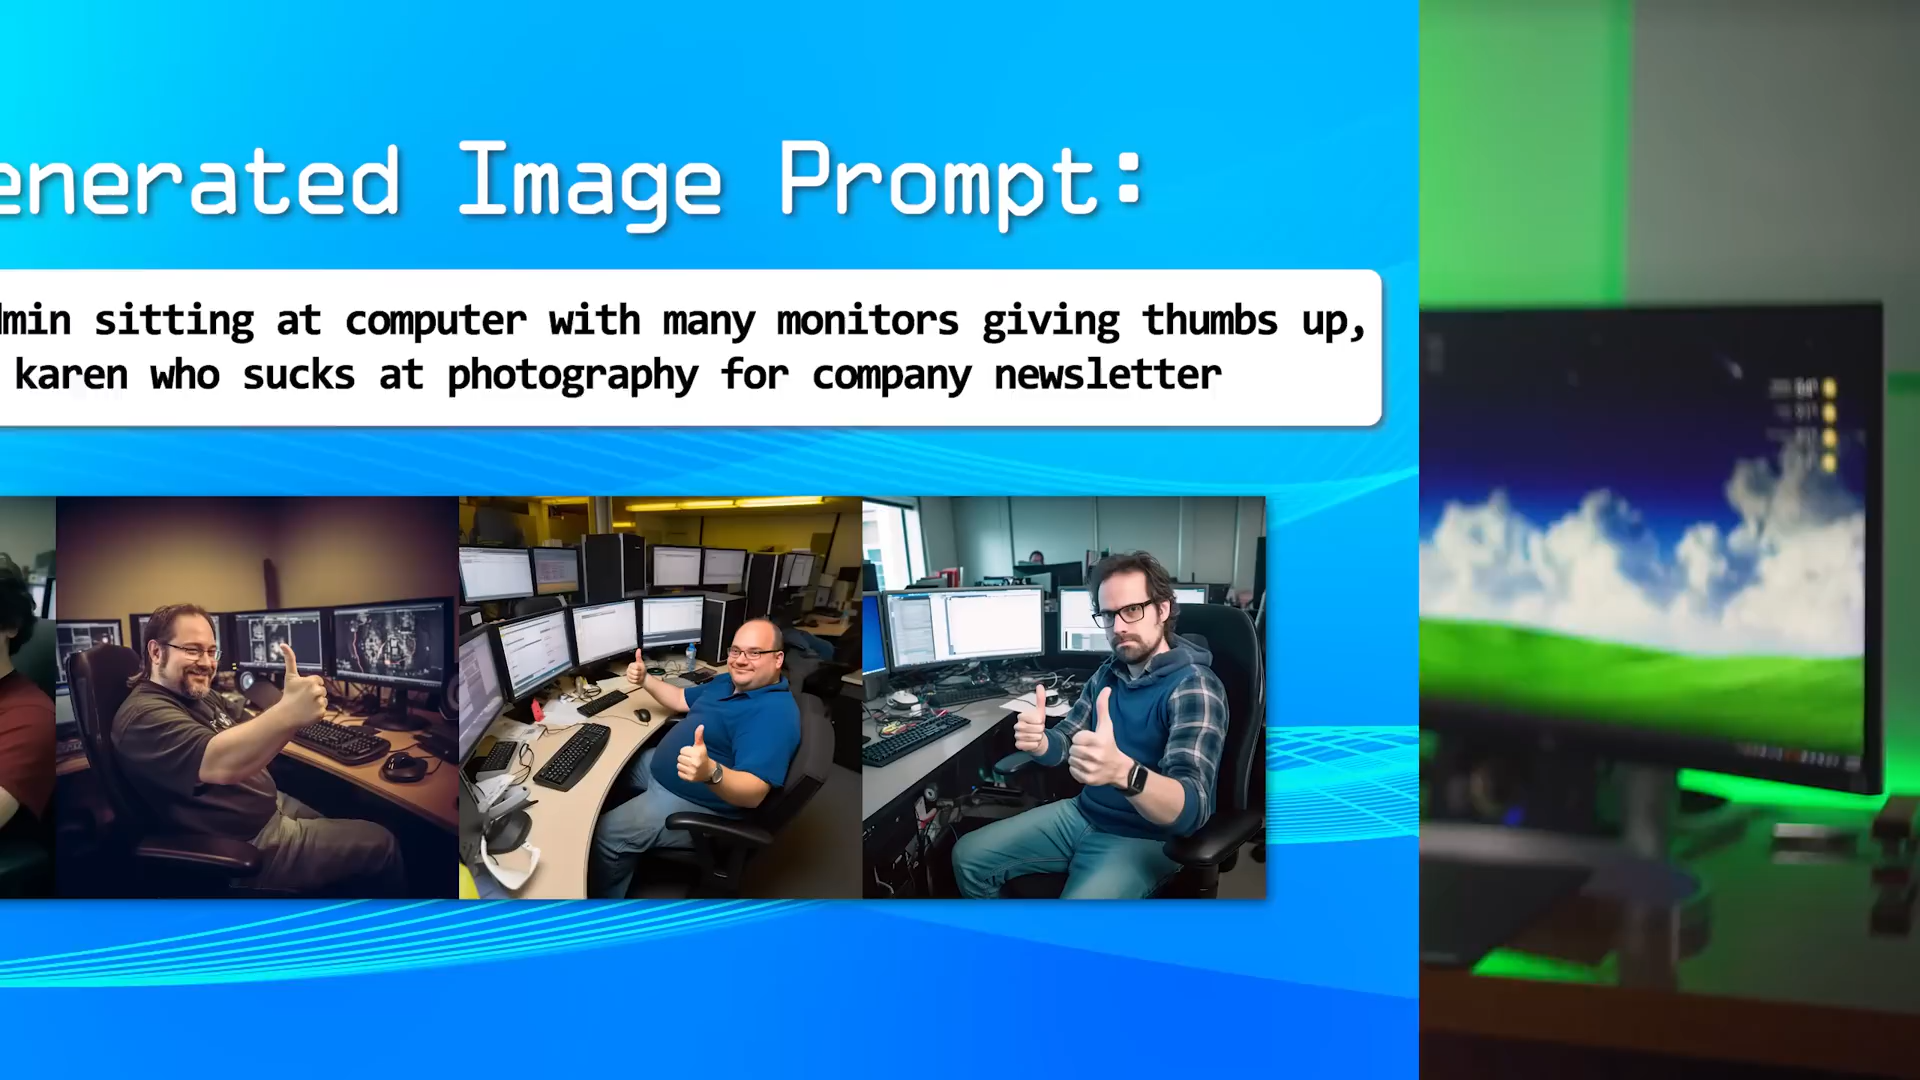 enerated Image Prompt:
dmin sitting at computer with many monitors giving thumbs up,
karen who sucks at photography for company newsletter